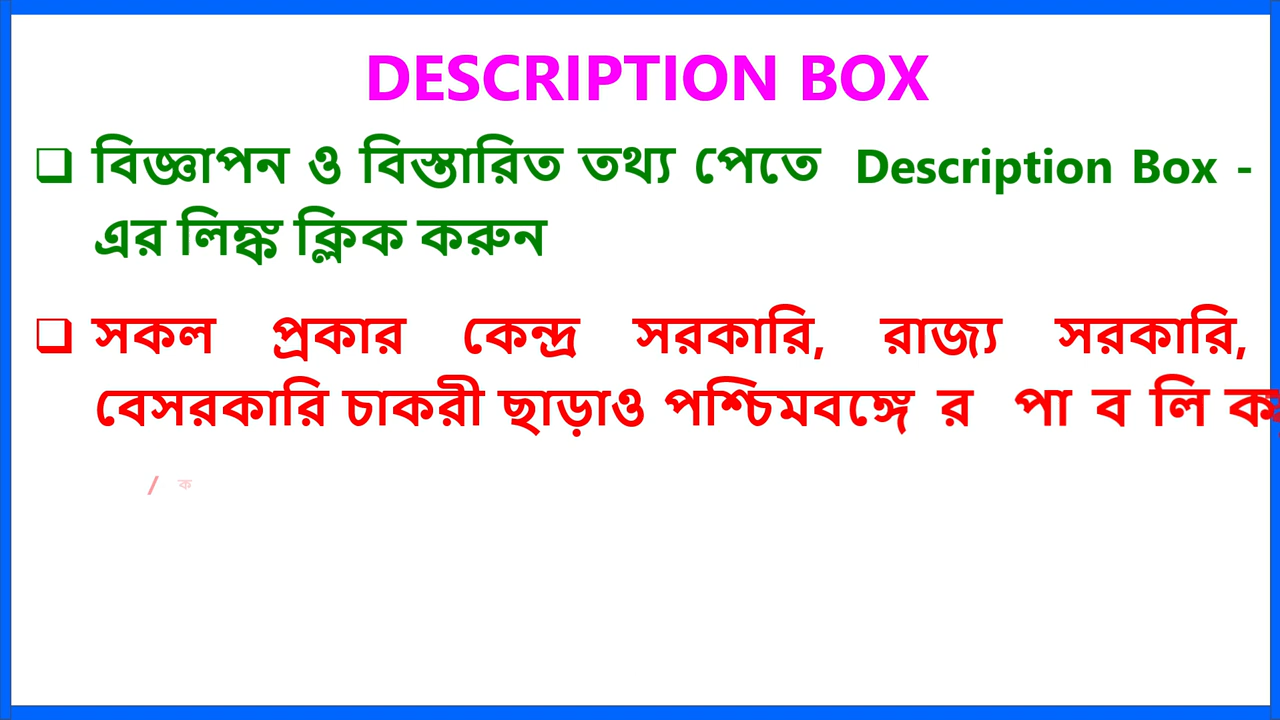 DESCRIPTION BOX
❑ বিজ্ঞাপন ও বিস্তারিত তথ্য পেতে Description Box -
এর লিঙ্ক ক্লিক করুন
❑ সকল প্রকার কেন্দ্র সরকারি, রাজ্য সরকারি,
বেসরকারি চাকরী ছাড়াও পশ্চিমবঙ্গে র পা ব লি ক
/ ক